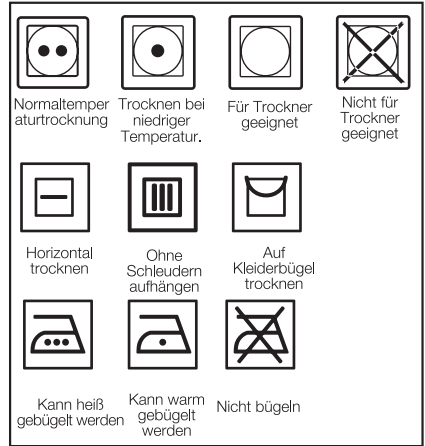 Normaltemper
aturtrocknung
Trocknen bei
niedriger
Temperatur.
Für Trockner
geeignet
Nicht für
Trockner
geeignet
Horizontal
trocknen
Ohne
Schleudern
aufhängen
Auf
Kleiderbügel
trocknen
Kann heiß
gebügelt werden
Kann warm
gebügelt
werden
Nicht bügeln